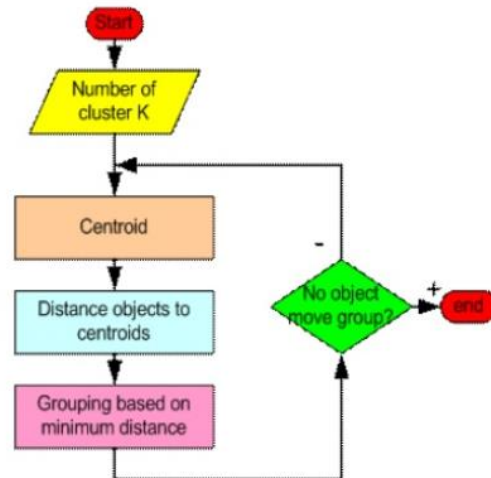 Start
Number of
cluster K
Centroid
Distance objects to
centroids
Grouping based on
minimum distance
No object
move group?
-
+
end